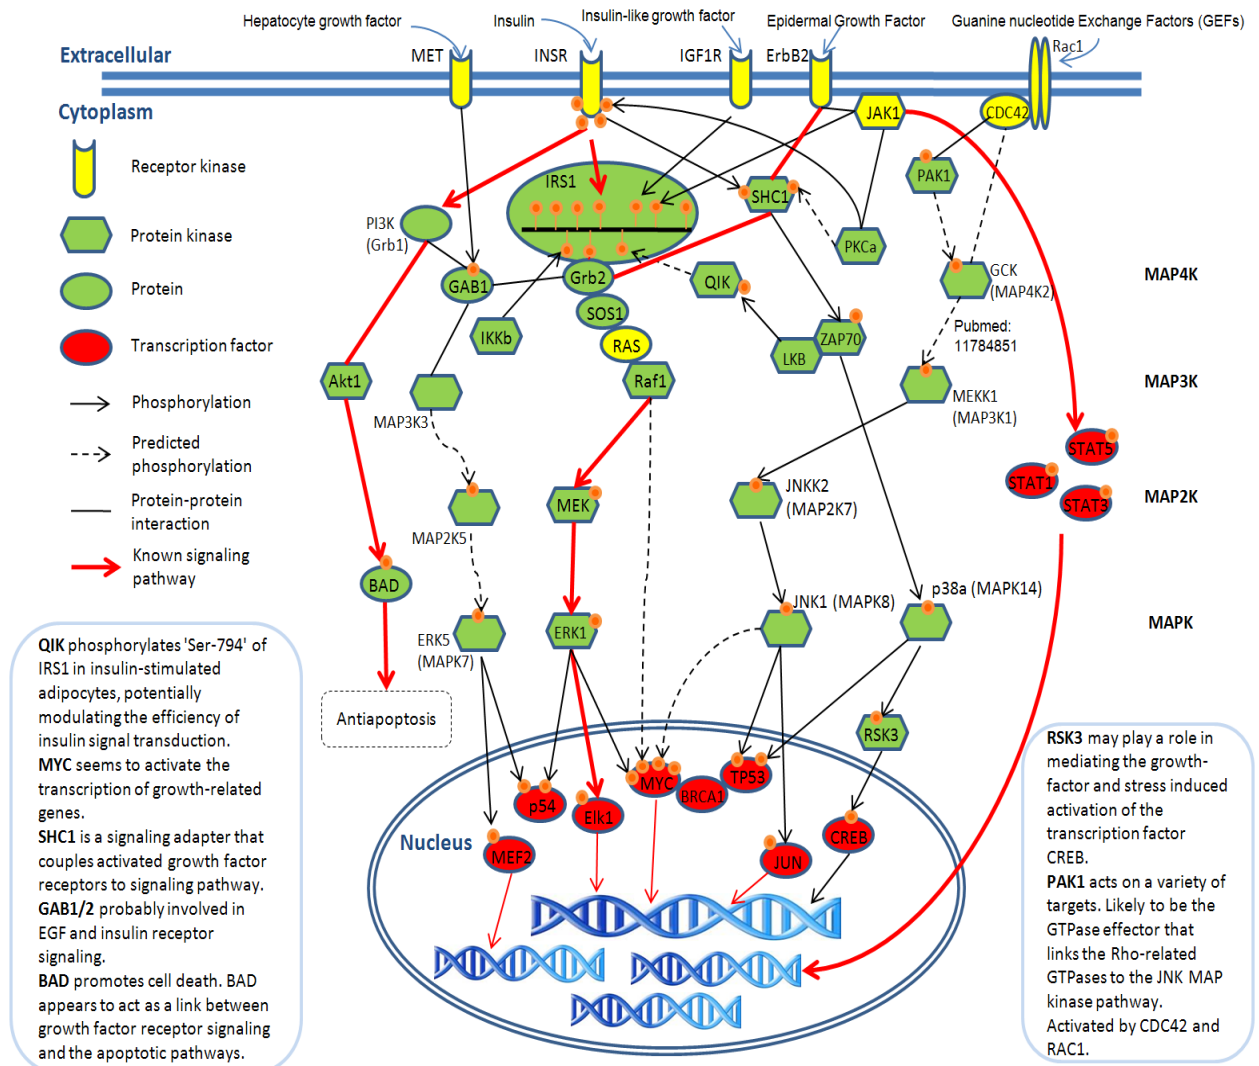 Hepatocyte growth factor
Insulin
Insulin-like growth factor
Epidermal Growth Factor
Guanine nucleotide Exchange Factors (GEFs)
Extracellular
MET
INSR
IGF1R
ErbB2
Rac1
Cytoplasm
JAK1
CDC42
Receptor kinase
IRS1
SHC1
PAK1
Protein kinase
PI3K
(Grb1)
PKCa
Protein
GAB1
Grb2
QIK
GCK
(MAP4K2)
MAP4K
SOS1
IKKb
RAS
ZAP70
LKB
Pubmed:
11784851
Transcription factor
Akt1
Raf1
MAP3K3
MEKK1
(MAP3K1)
MAP3K
Phosphorylation
Predicted
phosphorylation
STAT5
STAT1
STAT3
MAP2K
MEK
JNKK2
(MAP2K7)
Protein-protein
interaction
MAP2K5
Known signaling
pathway
BAD
p38a (MAPK14)
JNK1 (MAPK8)
MAPK
ERK5
(MAPK7)
ERK1
Antiapoptosis
RSK3
MYC
BRCA1
TP53
p54
Elk1
CREB
Nucleus
MEF2
JUN
QIK phosphorylates 'Ser-794' of
IRS1 in insulin-stimulated
adipocytes, potentially
modulating the efficiency of
insulin signal transduction.
MYC seems to activate the
transcription of growth-related
genes.
SHC1 is a signaling adapter that
couples activated growth factor
receptors to signaling pathway.
GAB1/2 probably involved in
EGF and insulin receptor
signaling.
BAD promotes cell death. BAD
appears to act as a link between
growth factor receptor signaling
and the apoptotic pathways.
RSK3 may play a role in
mediating the growth-
factor and stress induced
activation of the
transcription factor
CREB.
PAK1 acts on a variety of
targets. Likely to be the
GTPase effector that
links the Rho-related
GTPases to the JNK MAP
kinase pathway.
Activated by CDC42 and
RAC1.